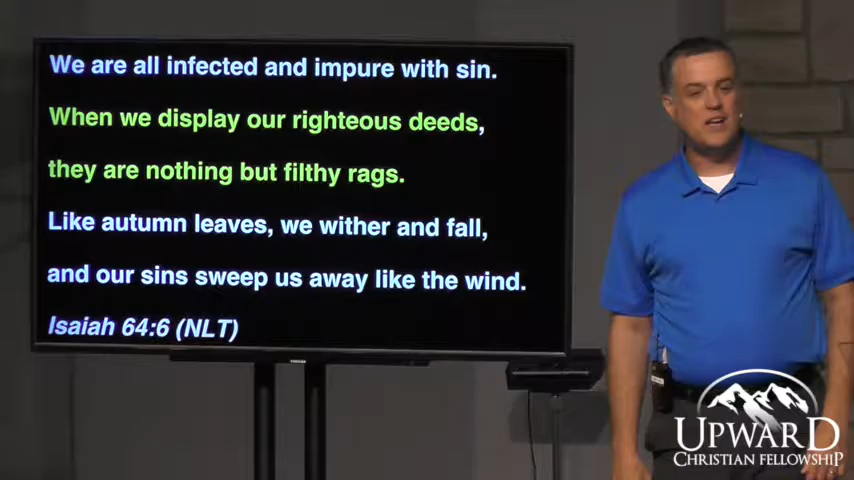 We are all infected and impure with sin.
When we display our righteous deeds,
they are nothing but filthy rags.
Like autumn leaves, we wither and fall,
and our sins sweep us away like the wind.
Isaiah 64:6 (NLT)
TOSHIBA
UPWARD
CHRISTIAN FELLOWSHIP